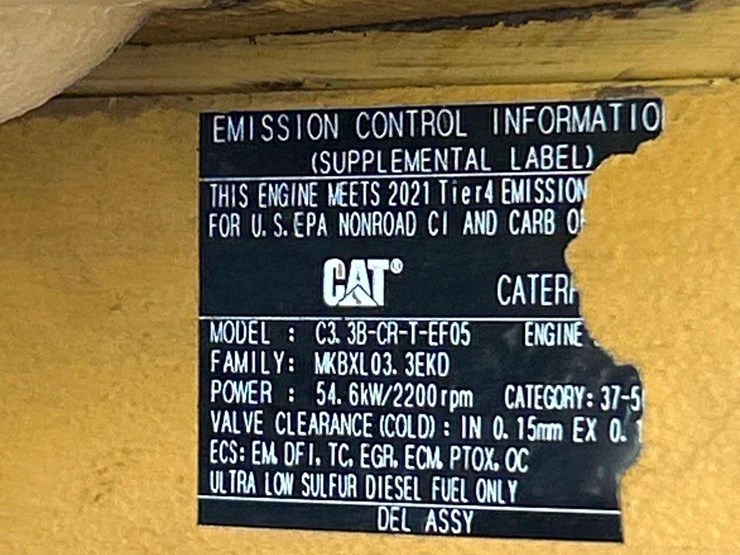 EMISSION CONTROL INFORMATIO
(SUPPLEMENTAL LABEL)
THIS ENGINE MEETS 2021 Tier4 EMISSION
FOR U.S.EPA NONROAD CI AND CARB
CAT® CATER
MODEL : C3.3B-CR-T-EF05 ENGINE
FAMILY: MKBXL03.3EKD
POWER : 54.6kW/2200rpm CATEGORY: 37-5
VALVE CLEARANCE (COLD) : IN 0.15mm EX 0.1
ECS: EM, DFI, TC, EGR, ECM, PTOX, OC
ULTRA LOW SULFUR DIESEL FUEL ONLY
DEL ASSY